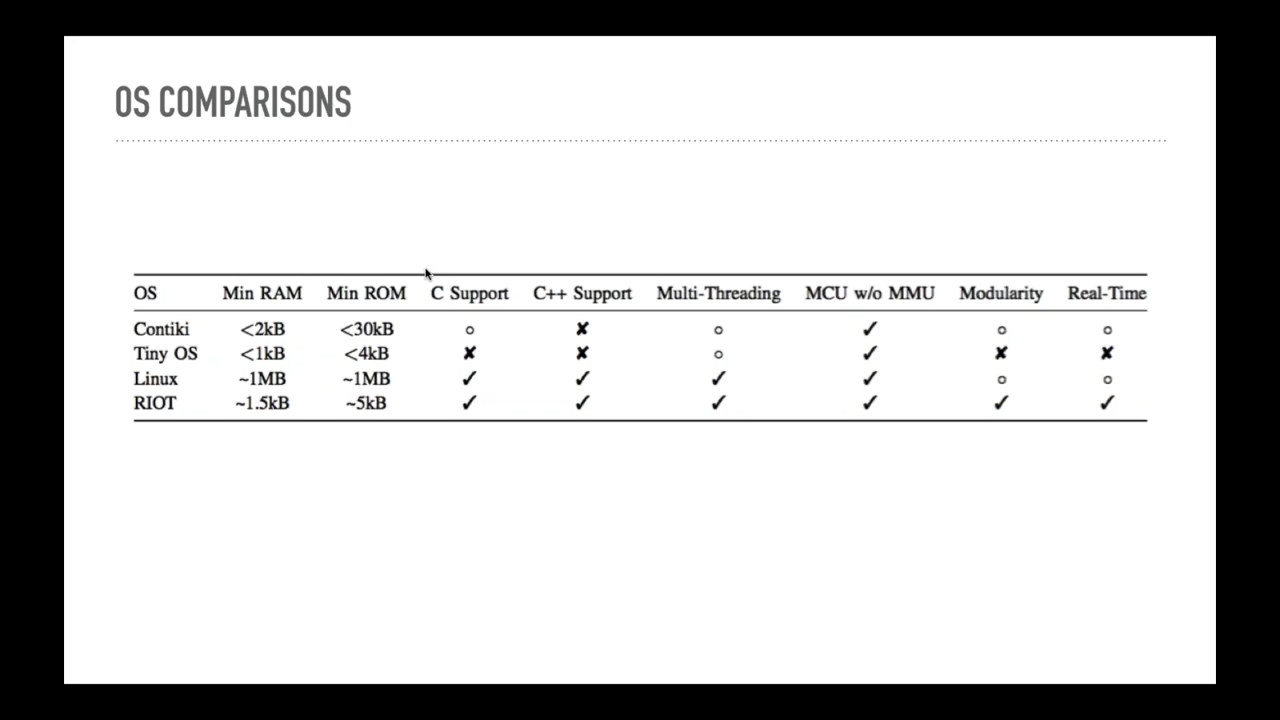 OS COMPARISONS
OS Min RAM Min ROM C Support C++ Support Multi-Threading MCU w/o MMU Modularity Real-Time
Contiki <2kB <30kB ○ ✘ ○ ✓ ○ ○
Tiny OS <1kB <4kB ✘ ✘ ○ ✓ ✘ ✘
Linux ~1MB ~1MB ✓ ✓ ✓ ✓ ○ ○
RIOT ~1.5kB ~5kB ✓ ✓ ✓ ✓ ✓ ✓